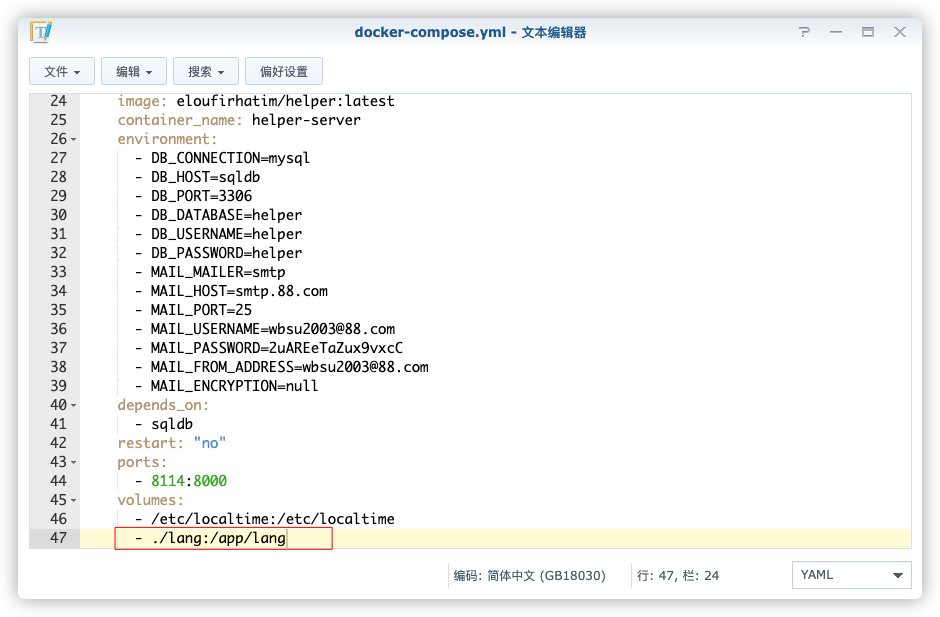 docker-compose.yml - 文本编辑器
文件 编辑 搜索 偏好设置
24 image: eloufirhatim/helper:latest
25 container_name: helper-server
26 environment:
27 - DB_CONNECTION=mysql
28 - DB_HOST=sqldb
29 - DB_PORT=3306
30 - DB_DATABASE=helper
31 - DB_USERNAME=helper
32 - DB_PASSWORD=helper
33 - MAIL_MAILER=smtp
34 - MAIL_HOST=smtp.88.com
35 - MAIL_PORT=25
36 - MAIL_USERNAME=wbsu2003@88.com
37 - MAIL_PASSWORD=2uAREeTaZux9vxcC
38 - MAIL_FROM_ADDRESS=wbsu2003@88.com
39 - MAIL_ENCRYPTION=null
40 depends_on:
41 - sqldb
42 restart: "no"
43 ports:
44 - 8114:8000
45 volumes:
46 - /etc/localtime:/etc/localtime
47 - ./lang:/app/lang
编码: 简体中文 (GB18030) 行: 47, 栏: 24 YAML